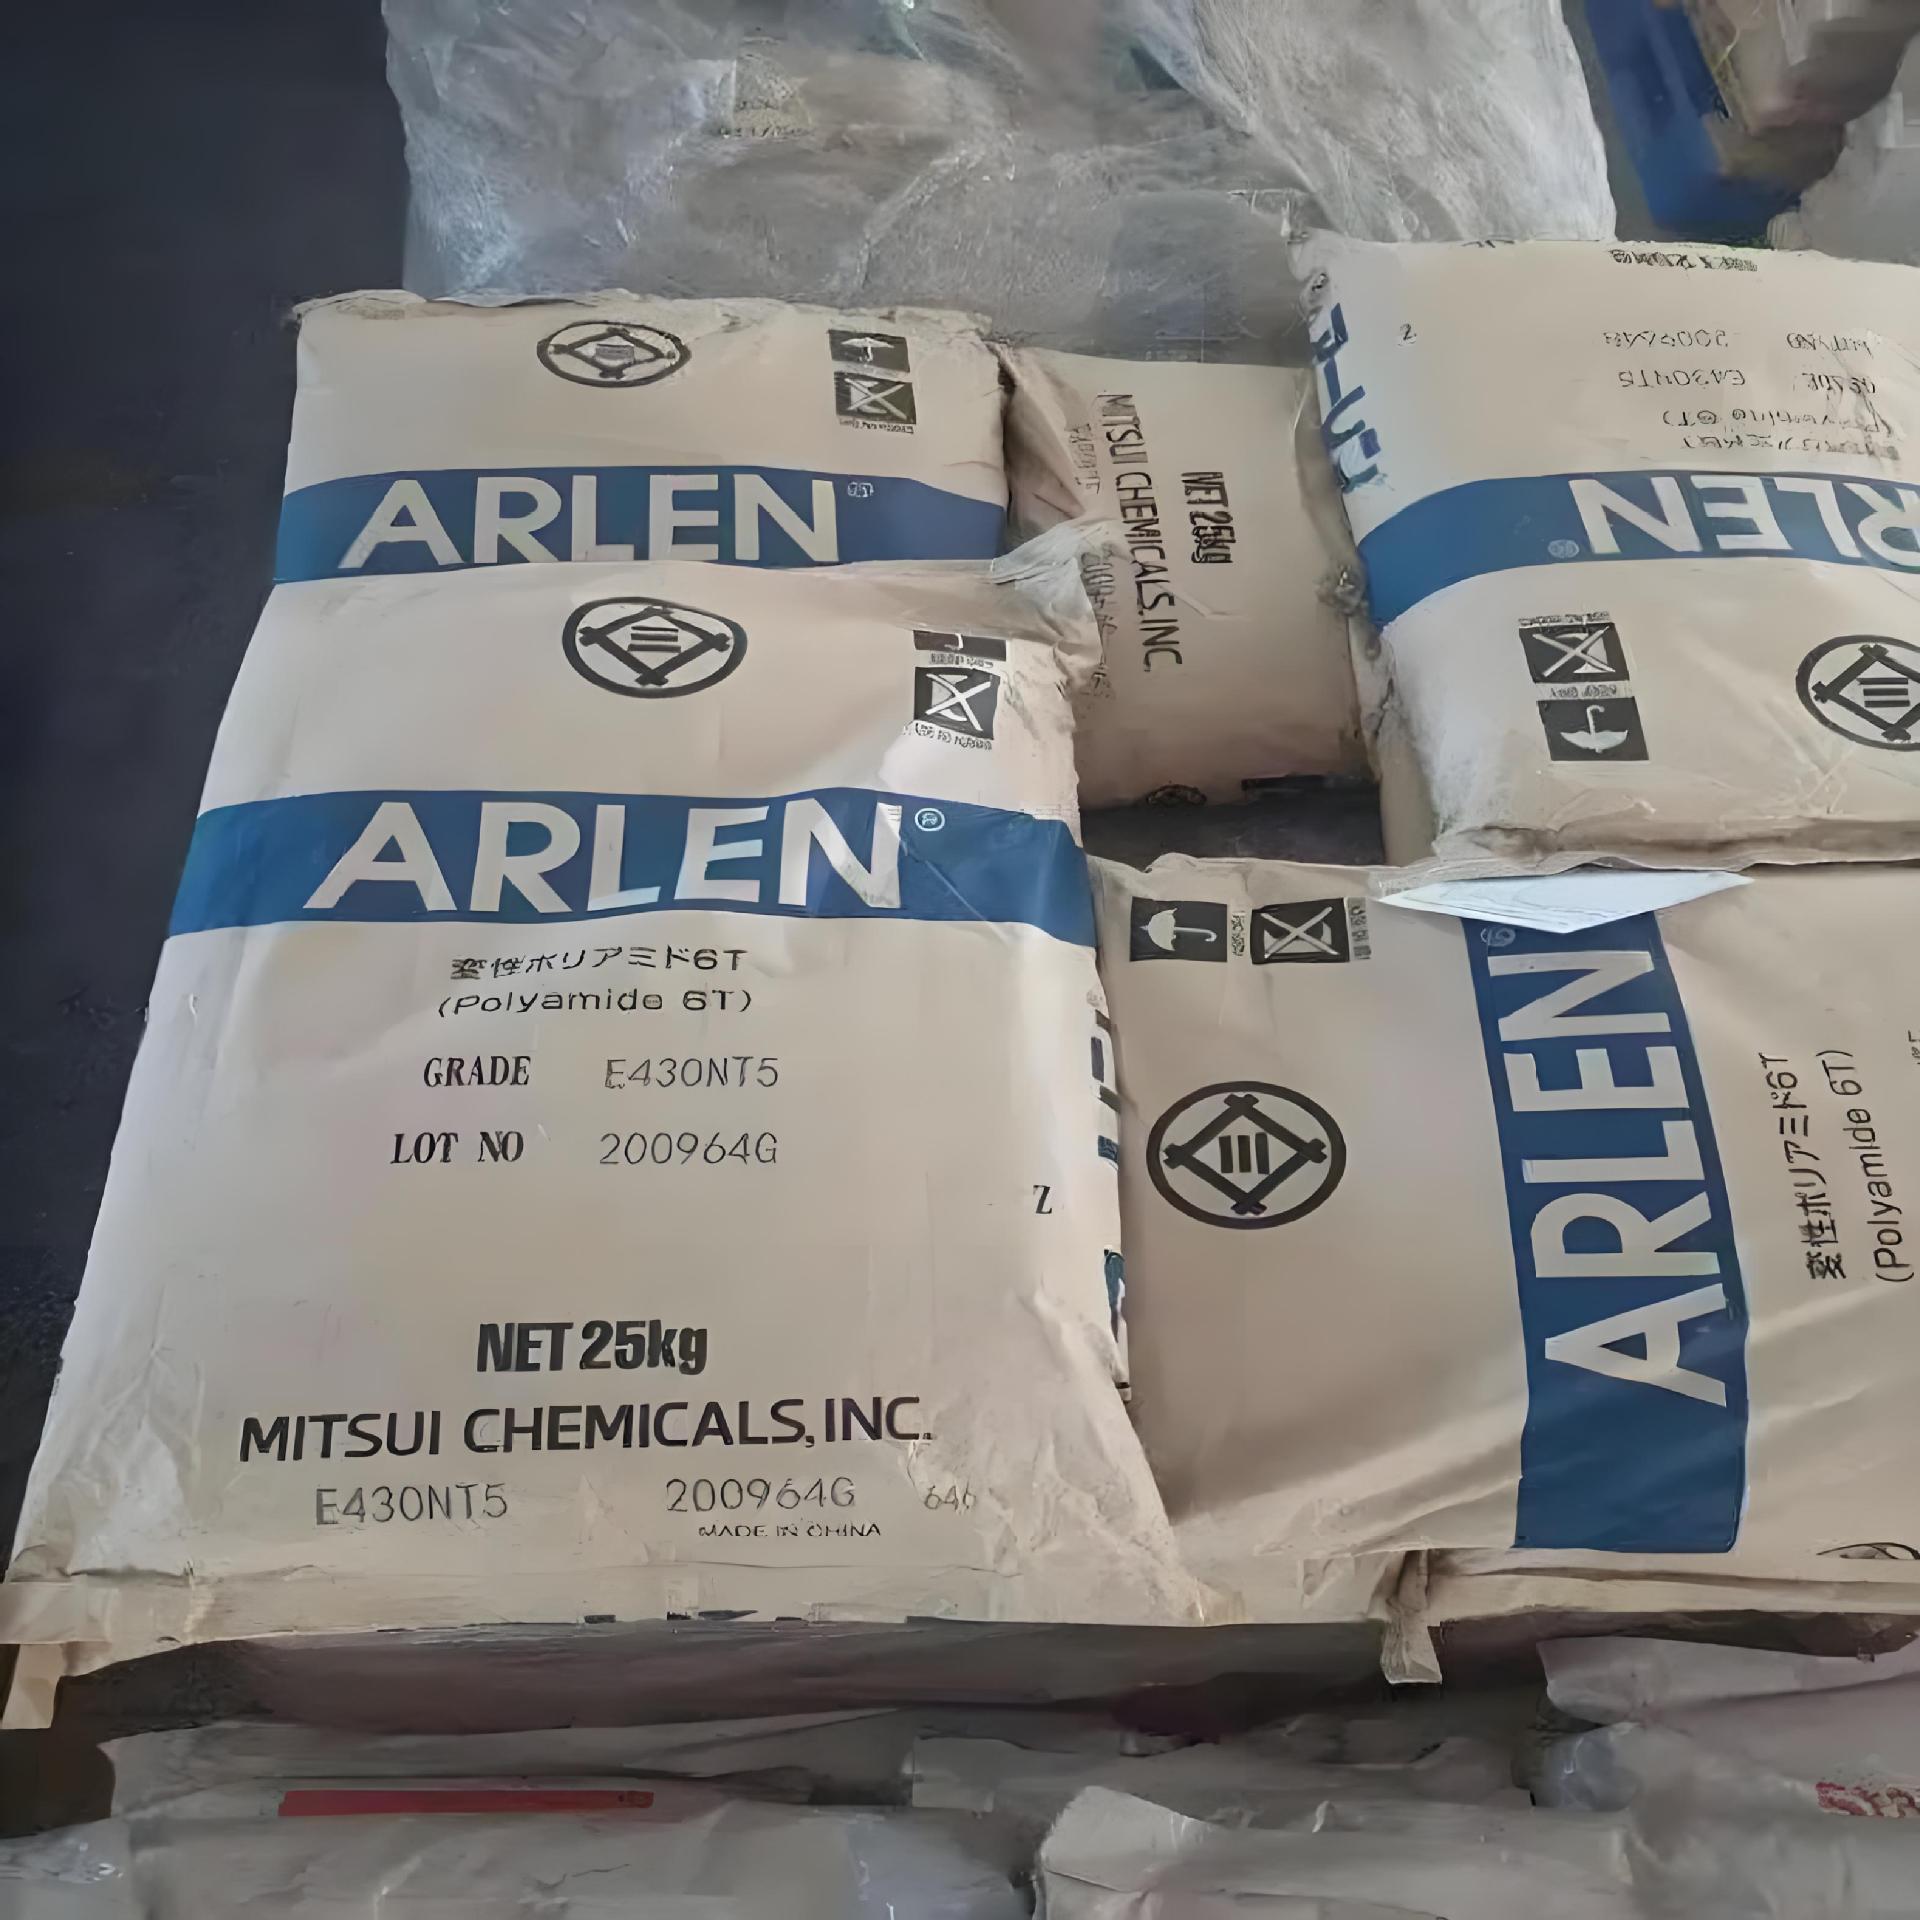 ARLEN
ARLEN®
変性ポリアミド6T
(Polyamide 6T)
GRADE E430NT5
LOT NO 200964G
Z
NET 25kg
MITSUI CHEMICALS, INC.
E430NT5 200964G
MADE IN CHINA
MITSUI CHEMICALS, INC.
NET 25kg
Z
E430NT5
ARLEN®
ARLEN®
変性ポリアミド6T
(Polyamide 6T)